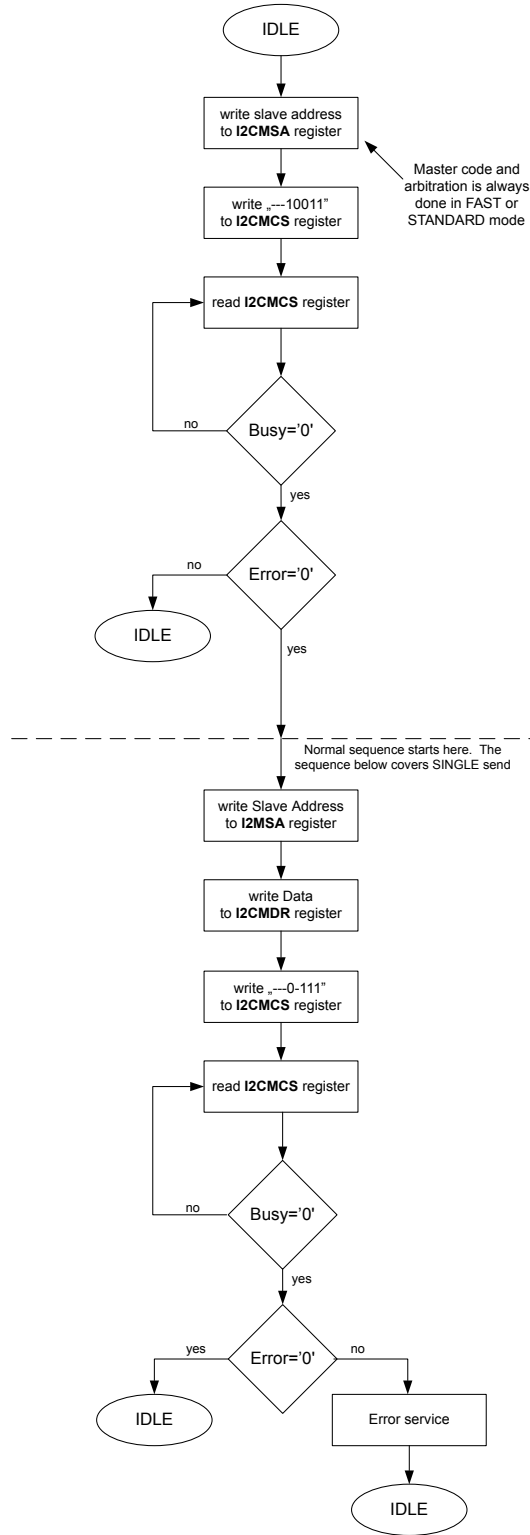 IDLE
write slave address
to I2CMSA register
Master code and
arbitration is always
done in FAST or
STANDARD mode
write „---10011”
to I2CMCS register
read I2CMCS register
Busy='0'
no
yes
Error='0'
no
IDLE
yes
Normal sequence starts here. The
sequence below covers SINGLE send
write Slave Address
to I2MSA register
write Data
to I2CMDR register
write „---0-111”
to I2CMCS register
read I2CMCS register
Busy='0'
no
yes
Error='0'
yes
no
IDLE
Error service
IDLE